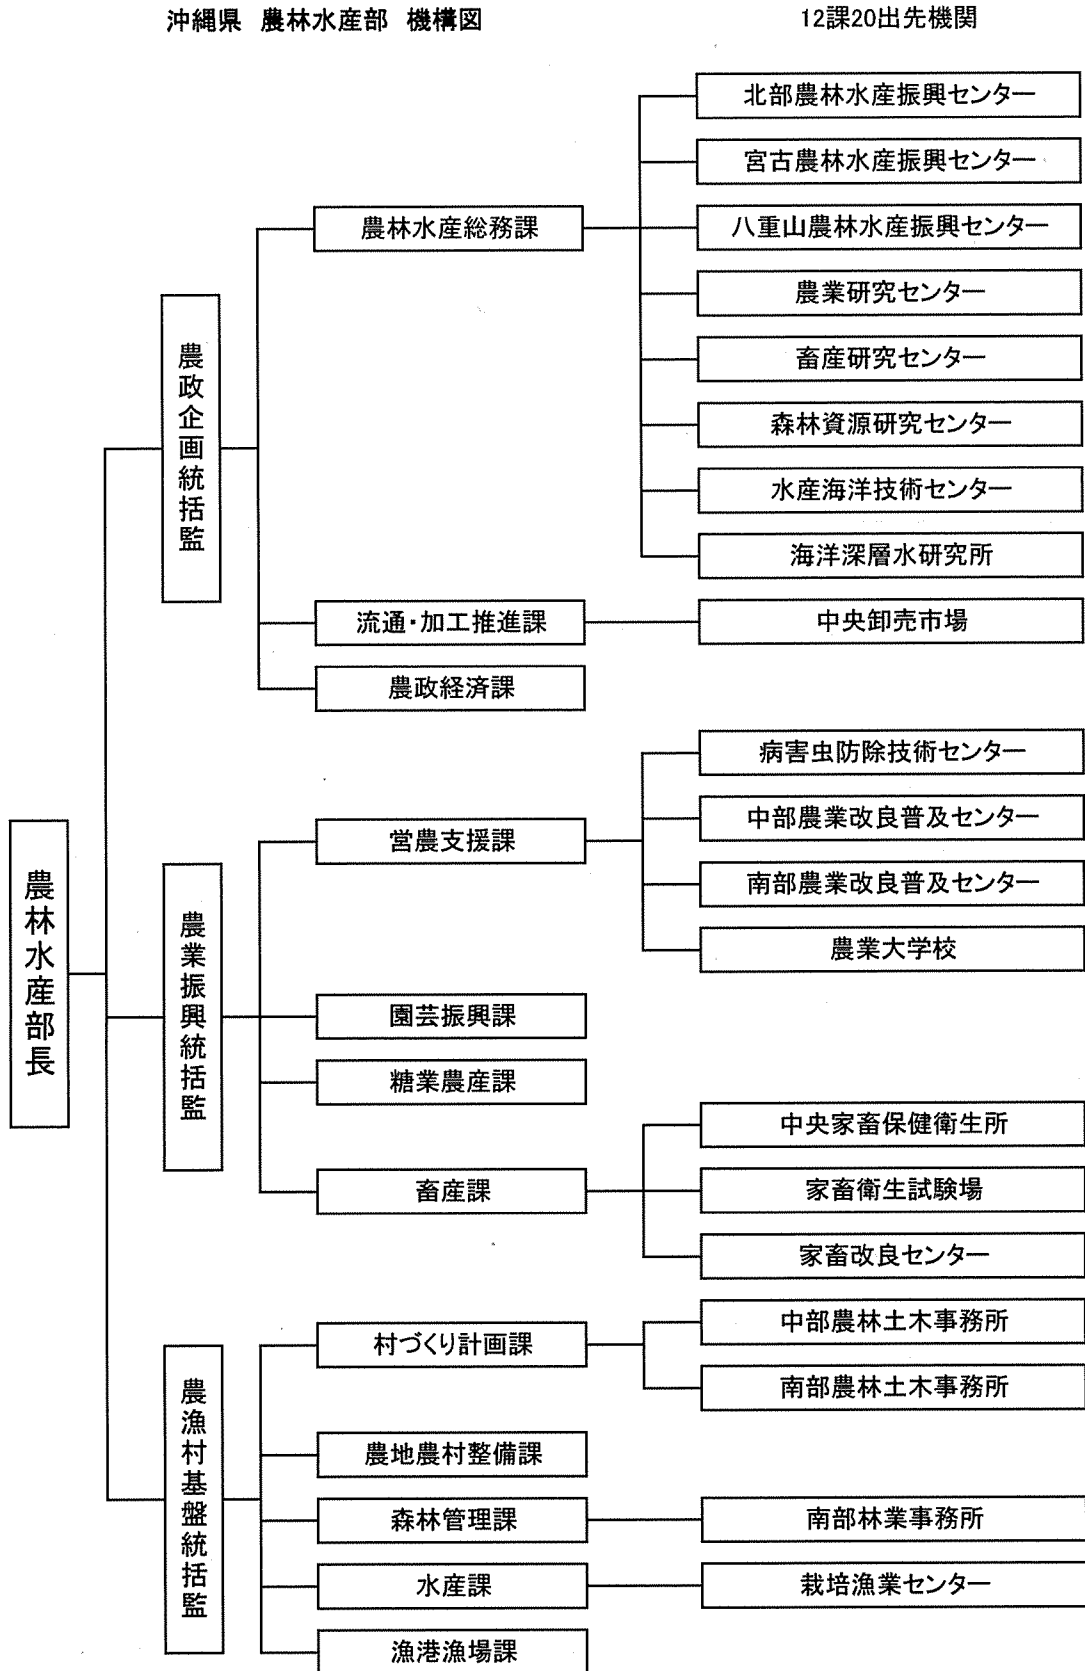 沖縄県 農林水産部 機構図
12課20出先機関
農林水産部長
農政企画統括監
農林水産総務課
北部農林水産振興センター
宮古農林水産振興センター
八重山農林水産振興センター
農業研究センター
畜産研究センター
森林資源研究センター
水産海洋技術センター
海洋深層水研究所
流通・加工推進課
中央卸売市場
農政経済課
農業振興統括監
営農支援課
病害虫防除技術センター
中部農業改良普及センター
南部農業改良普及センター
農業大学校
園芸振興課
糖業農産課
畜産課
中央家畜保健衛生所
家畜衛生試験場
家畜改良センター
農漁村基盤統括監
村づくり計画課
中部農林土木事務所
南部農林土木事務所
農地農村整備課
森林管理課
南部林業事務所
水産課
栽培漁業センター
漁港漁場課